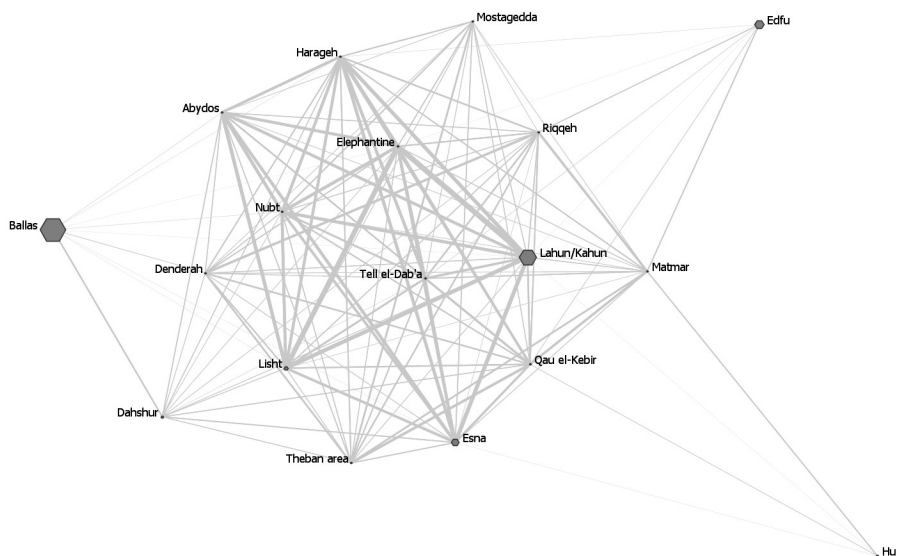 Mostagedda
Edfu
Harageh
Abydos
Riqqeh
Elephantine
Nubt
Ballas
Lahun/Kahun
Denderah
Tell el-Dab'a
Matmar
Lisht
Qau el-Kebir
Dahshur
Esna
Theban area
Hu